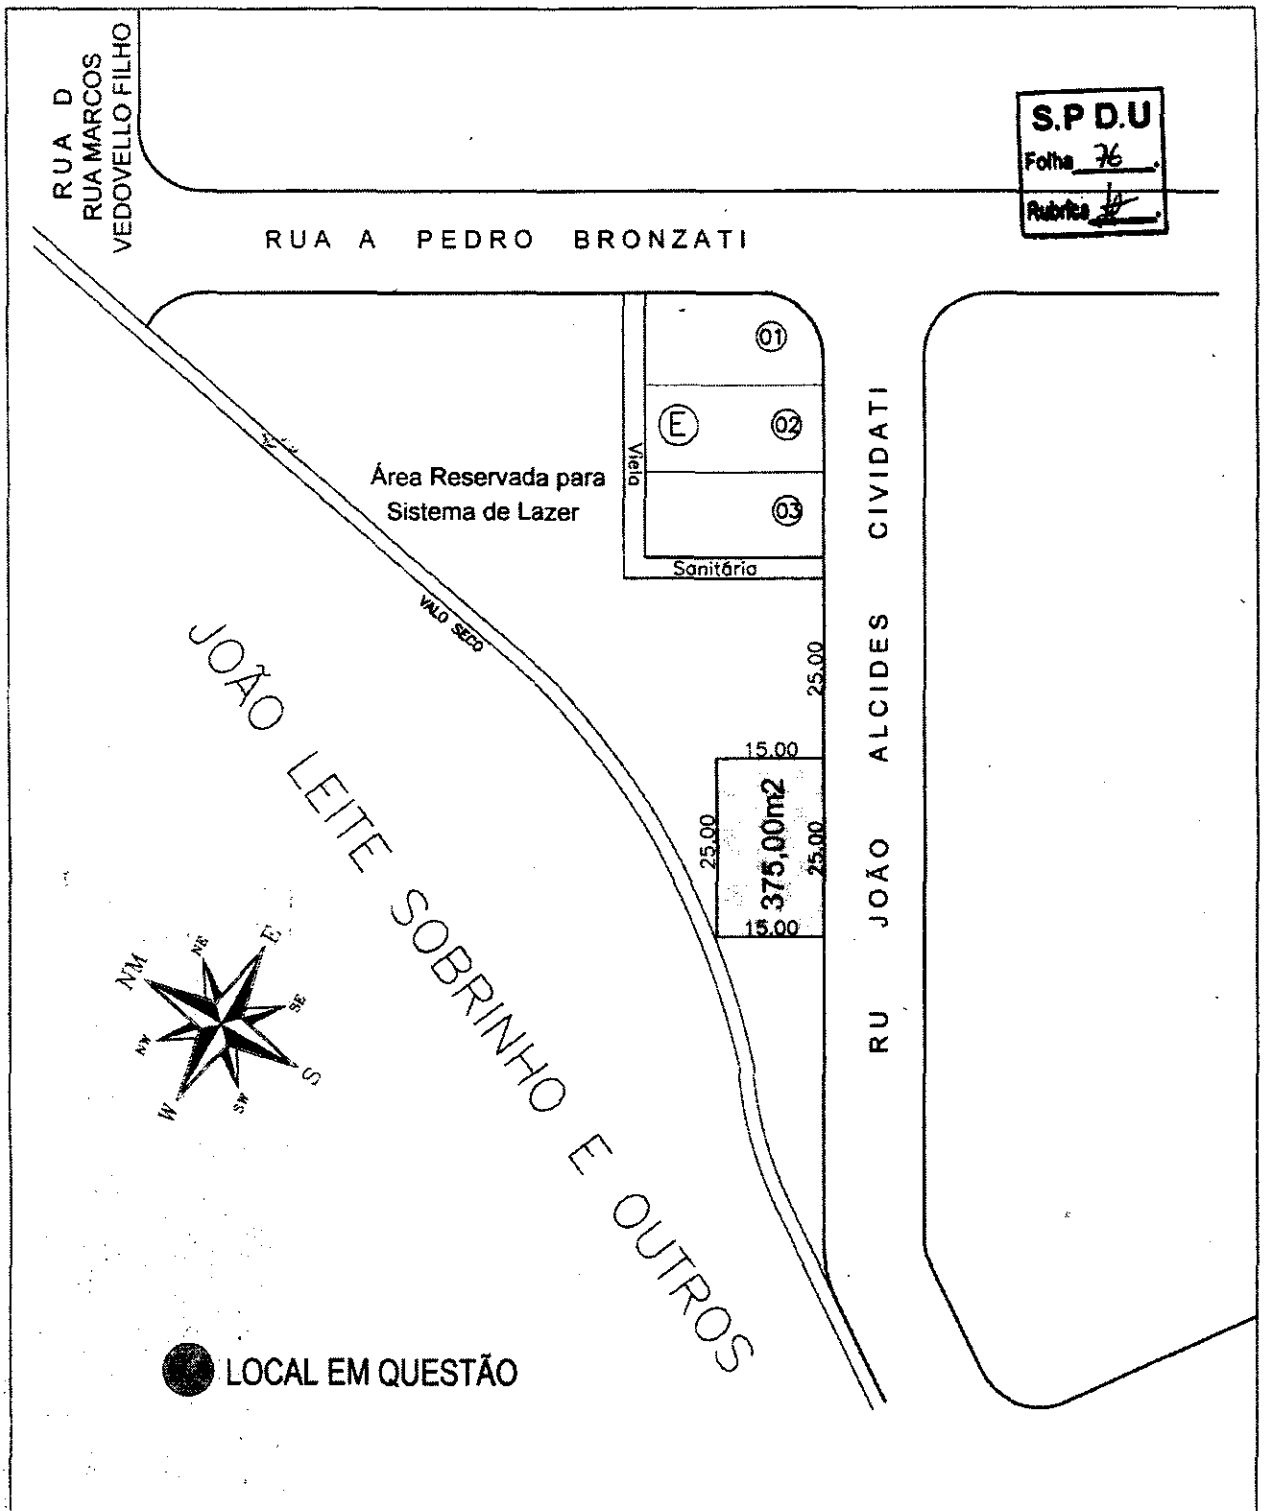 RUA D
RUA MARCOS
VEDOVELLO FILHO
S.P D.U
Folha 76
Rubrica
RUA A PEDRO BRONZATI
01
E
02
03
Viela
Sanitária
Área Reservada para
Sistema de Lazer
VALO SECO
RU JOÃO ALCIDES CIVIDATI
25.00
15.00
25.00
375,00m2
25.00
15.00
JOÃO LEITE SOBRINHO E OUTROS
NM
NE
E
SE
S
SW
W
NW
LOCAL EM QUESTÃO